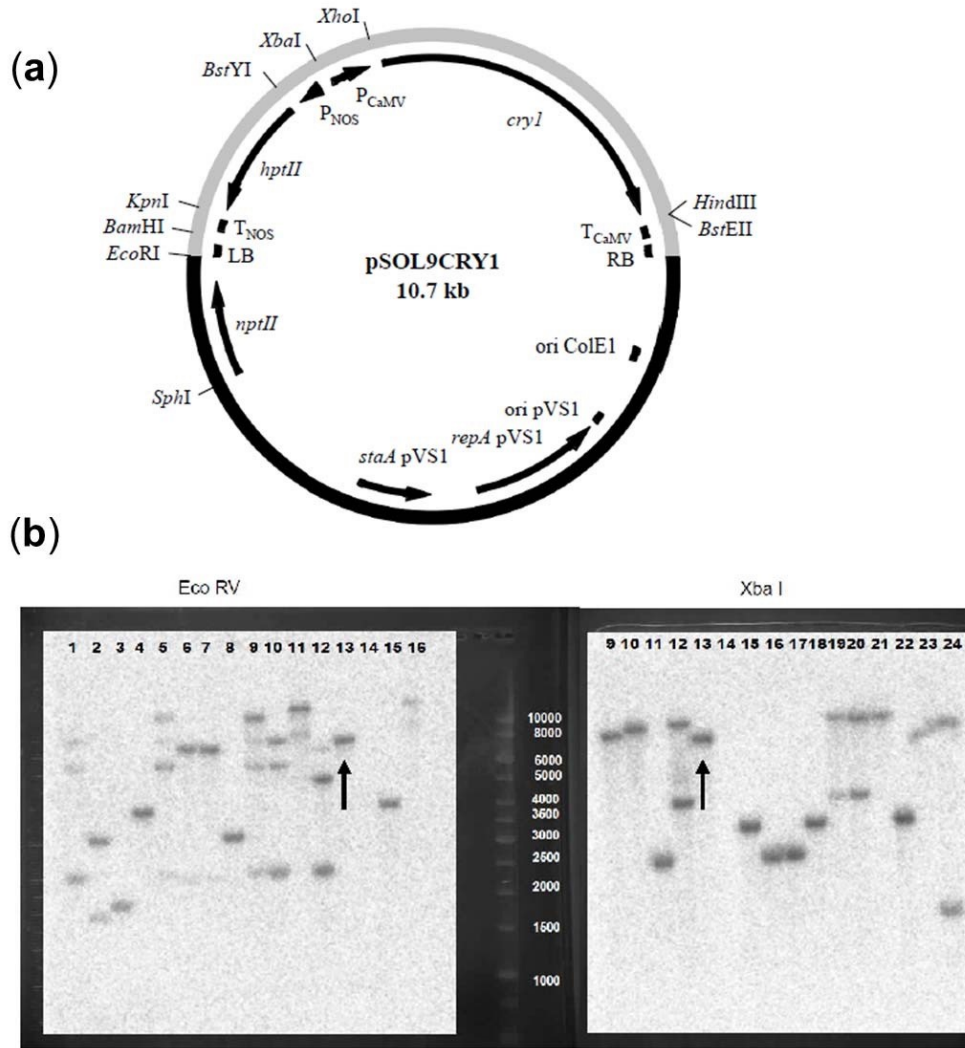 (a)
XhoI
XbaI
BstYI
PCaMV
PNOS
cry1
hptII
KpnI
BamHI
EcoRI
TNOS
LB
HindIII
BstEII
TCaMV
RB
pSOL9CRY1
10.7 kb
nptII
SphI
ori ColE1
ori pVS1
repA pVS1
staA pVS1
(b)
Eco RV
Xba I
1 2 3 4 5 6 7 8 9 10 11 12 13 14 15 16
9 10 11 12 13 14 15 16 17 18 19 20 21 22 23 24
10000
8000
6000
5000
4000
3600
3000
2500
2000
1500
1000